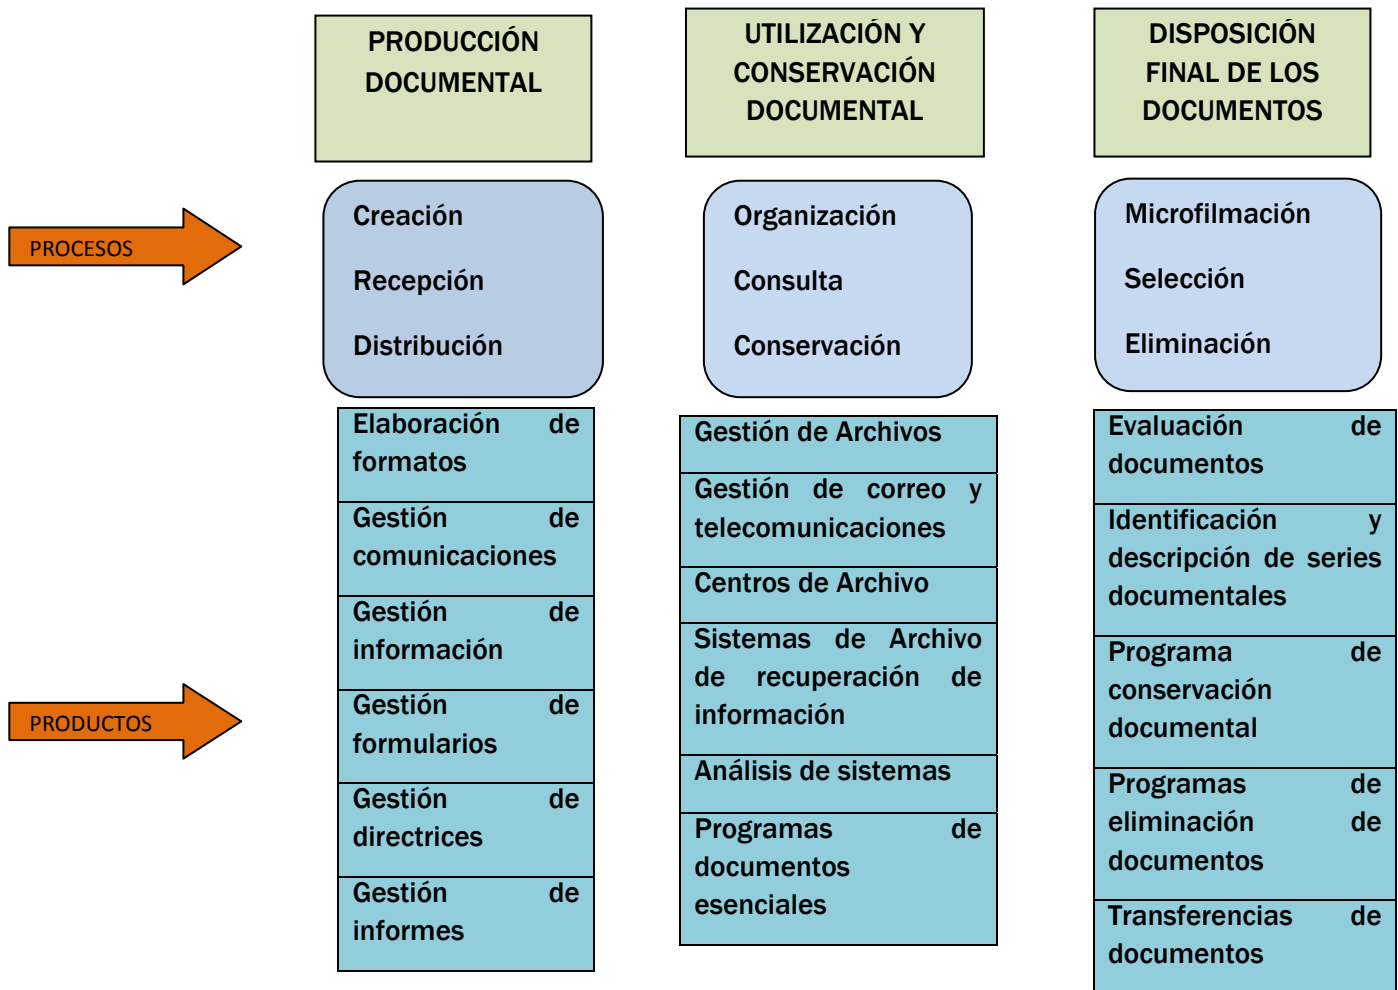 PRODUCCIÓN
DOCUMENTAL
UTILIZACIÓN Y
CONSERVACIÓN
DOCUMENTAL
DISPOSICIÓN
FINAL DE LOS
DOCUMENTOS
PROCESOS
Creación
Recepción
Distribución
Organización
Consulta
Conservación
Microfilmación
Selección
Eliminación
PRODUCTOS
Elaboración de
formatos
Gestión de
comunicaciones
Gestión de
información
Gestión de
formularios
Gestión de
directrices
Gestión de
informes
Gestión de Archivos
Gestión de correo y
telecomunicaciones
Centros de Archivo
Sistemas de Archivo
de recuperación de
información
Análisis de sistemas
Programas de
documentos
esenciales
Evaluación de
documentos
Identificación y
descripción de series
documentales
Programa de
conservación
documental
Programas de
eliminación de
documentos
Transferencias de
documentos